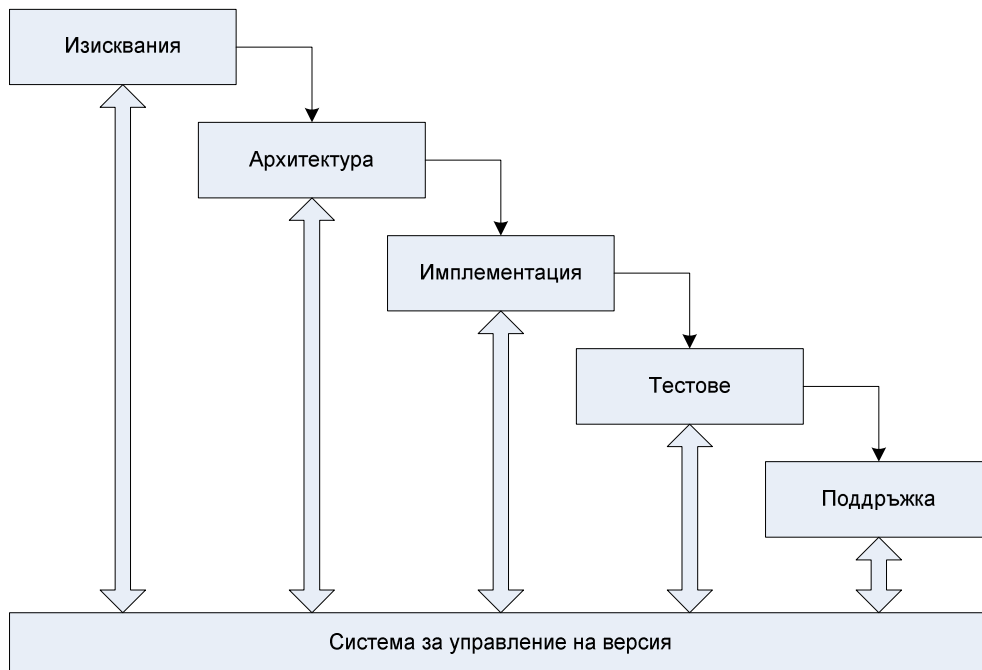 Изисквания
Архитектура
Имплементация
Тестове
Поддръжка
Система за управление на версия